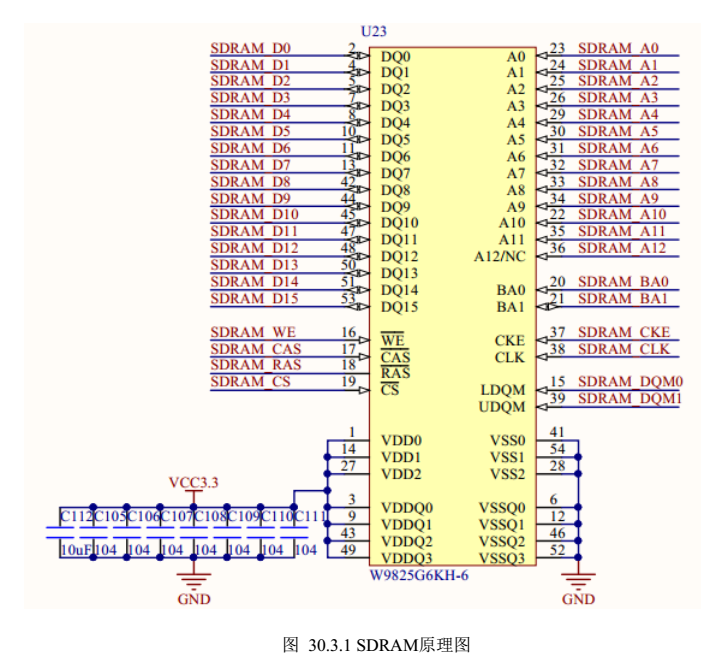 U23
SDRAM_D0 2 DQ0 A0 23 SDRAM_A0
SDRAM_D1 4 DQ1 A1 24 SDRAM_A1
SDRAM_D2 5 DQ2 A2 25 SDRAM_A2
SDRAM_D3 7 DQ3 A3 26 SDRAM_A3
SDRAM_D4 8 DQ4 A4 29 SDRAM_A4
SDRAM_D5 10 DQ5 A5 30 SDRAM_A5
SDRAM_D6 11 DQ6 A6 31 SDRAM_A6
SDRAM_D7 13 DQ7 A7 32 SDRAM_A7
SDRAM_D8 42 DQ8 A8 33 SDRAM_A8
SDRAM_D9 44 DQ9 A9 34 SDRAM_A9
SDRAM_D10 45 DQ10 A10 22 SDRAM_A10
SDRAM_D11 47 DQ11 A11 35 SDRAM_A11
SDRAM_D12 48 DQ12 A12/NC 36 SDRAM_A12
SDRAM_D13 50 DQ13
SDRAM_D14 51 DQ14 BA0 20 SDRAM_BA0
SDRAM_D15 53 DQ15 BA1 21 SDRAM_BA1
SDRAM_WE 16 WE CKE 37 SDRAM_CKE
SDRAM_CAS 17 CAS CLK 38 SDRAM_CLK
SDRAM_RAS 18 RAS
SDRAM_CS 19 CS LDQM 15 SDRAM_DQM0
UDQM 39 SDRAM_DQM1
1 VDD0 VSS0 41
14 VDD1 VSS1 54
27 VDD2 VSS2 28
VCC3.3
3 VDDQ0 VSSQ0 6
C112 C105 C106 C107 C108 C109 C110 C111 9 VDDQ1 VSSQ1 12
43 VDDQ2 VSSQ2 46
10uF 104 104 104 104 104 104 104 49 VDDQ3 VSSQ3 52
W9825G6KH-6
GND GND
图 30.3.1 SDRAM原理图